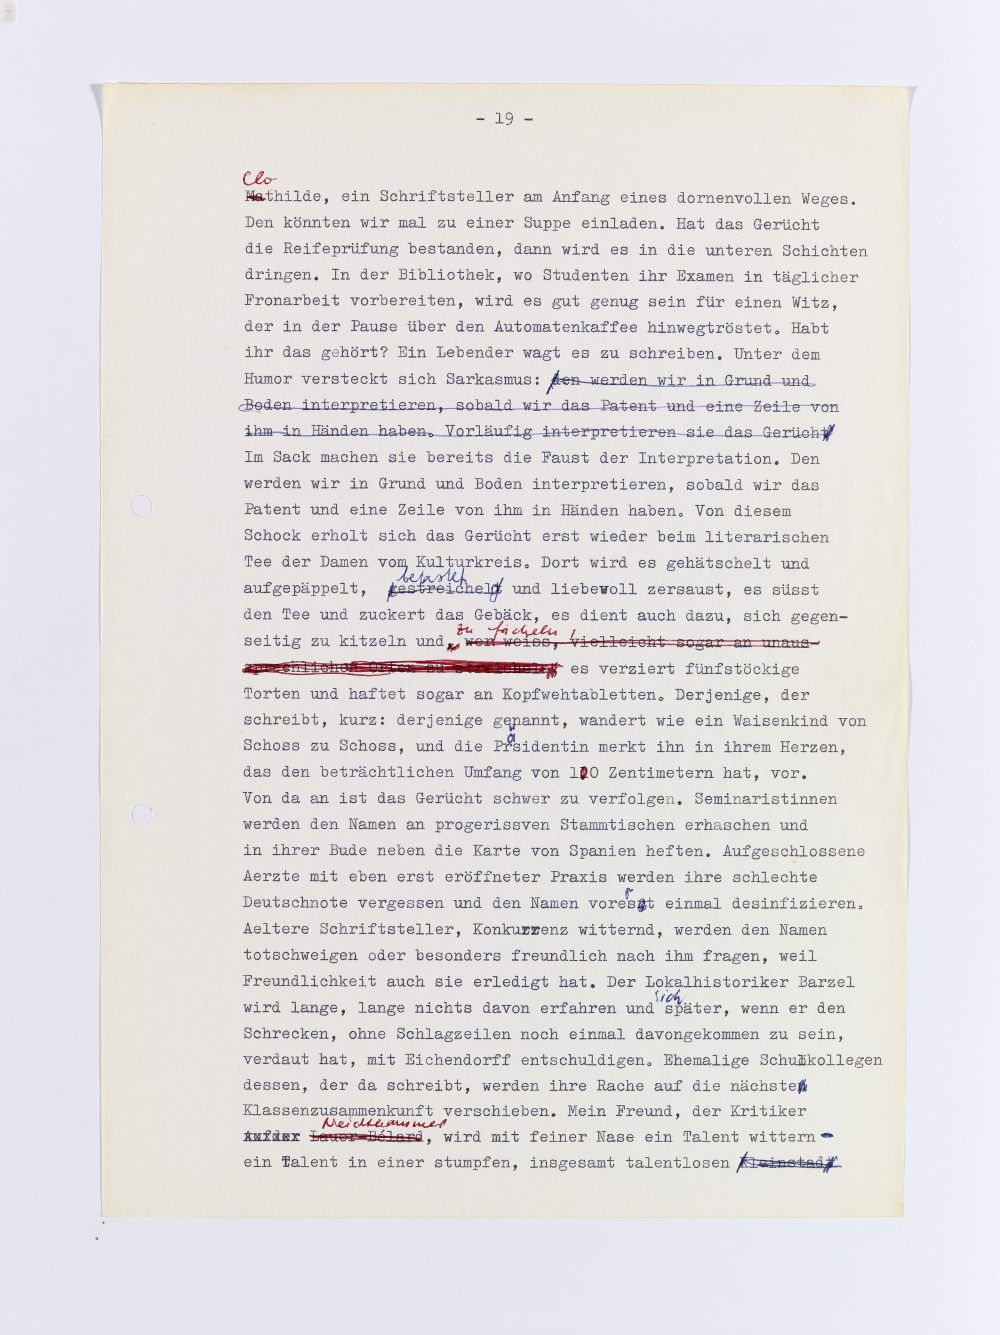 - 19 -
Clo
Mathilde, ein Schriftsteller am Anfang eines dornenvollen Weges.
Den könnten wir mal zu einer Suppe einladen. Hat das Gerücht
die Reifeprüfung bestanden, dann wird es in die unteren Schichten
dringen. In der Bibliothek, wo Studenten ihr Examen in täglicher
Fronarbeit vorbereiten, wird es gut genug sein für einen Witz,
der in der Pause über den Automatenkaffee hinwegtröstet. Habt
ihr das gehört? Ein Lebender wagt es zu schreiben. Unter dem
Humor versteckt sich Sarkasmus: den werden wir in Grund und
Boden interpretieren, sobald wir das Patent und eine Zeile von
ihm in Händen haben. Vorläufig interpretieren sie das Gerücht
Im Sack machen sie bereits die Faust der Interpretation. Den
werden wir in Grund und Boden interpretieren, sobald wir das
Patent und eine Zeile von ihm in Händen haben. Von diesem
Schock erholt sich das Gerücht erst wieder beim literarischen
Tee der Damen vom Kulturkreis. Dort wird es gehätschelt und
betastet
aufgepäppelt, gestreichelt und liebevoll zersaust, es süsst
den Tee und zuckert das Gebäck, es dient auch dazu, sich gegen-
zu fächeln,
seitig zu kitzeln und, wer weiss, vielleicht sogar an unaus-
sprechlichen Orten zu streicheln, es verziert fünfstöckige
Torten und haftet sogar an Kopfwehtabletten. Derjenige, der
schreibt, kurz: derjenige genannt, wandert wie ein Waisenkind von
Schoss zu Schoss, und die Präsidentin merkt ihn in ihrem Herzen,
das den beträchtlichen Umfang von 100 Zentimetern hat, vor.
Von da an ist das Gerücht schwer zu verfolgen. Seminaristinnen
werden den Namen an progerissven Stammtischen erhaschen und
in ihrer Bude neben die Karte von Spanien heften. Aufgeschlossene
Aerzte mit eben erst eröffneter Praxis werden ihre schlechte
Deutschnote vergessen und den Namen vorerst einmal desinfizieren.
Aeltere Schriftsteller, Konkurrenz witternd, werden den Namen
totschweigen oder besonders freundlich nach ihm fragen, weil
Freundlichkeit auch sie erledigt hat. Der Lokalhistoriker Barzel
sich
wird lange, lange nichts davon erfahren und später, wenn er den
Schrecken, ohne Schlagzeilen noch einmal davongekommen zu sein,
verdaut hat, mit Eichendorff entschuldigen. Ehemalige Schulkollegen
dessen, der da schreibt, werden ihre Rache auf die nächste
Klassenzusammenkunft verschieben. Mein Freund, der Kritiker
Neidthammer
Lauor-Bélard, wird mit feiner Nase ein Talent wittern -
ein Talent in einer stumpfen, insgesamt talentlosen Kleinstadt